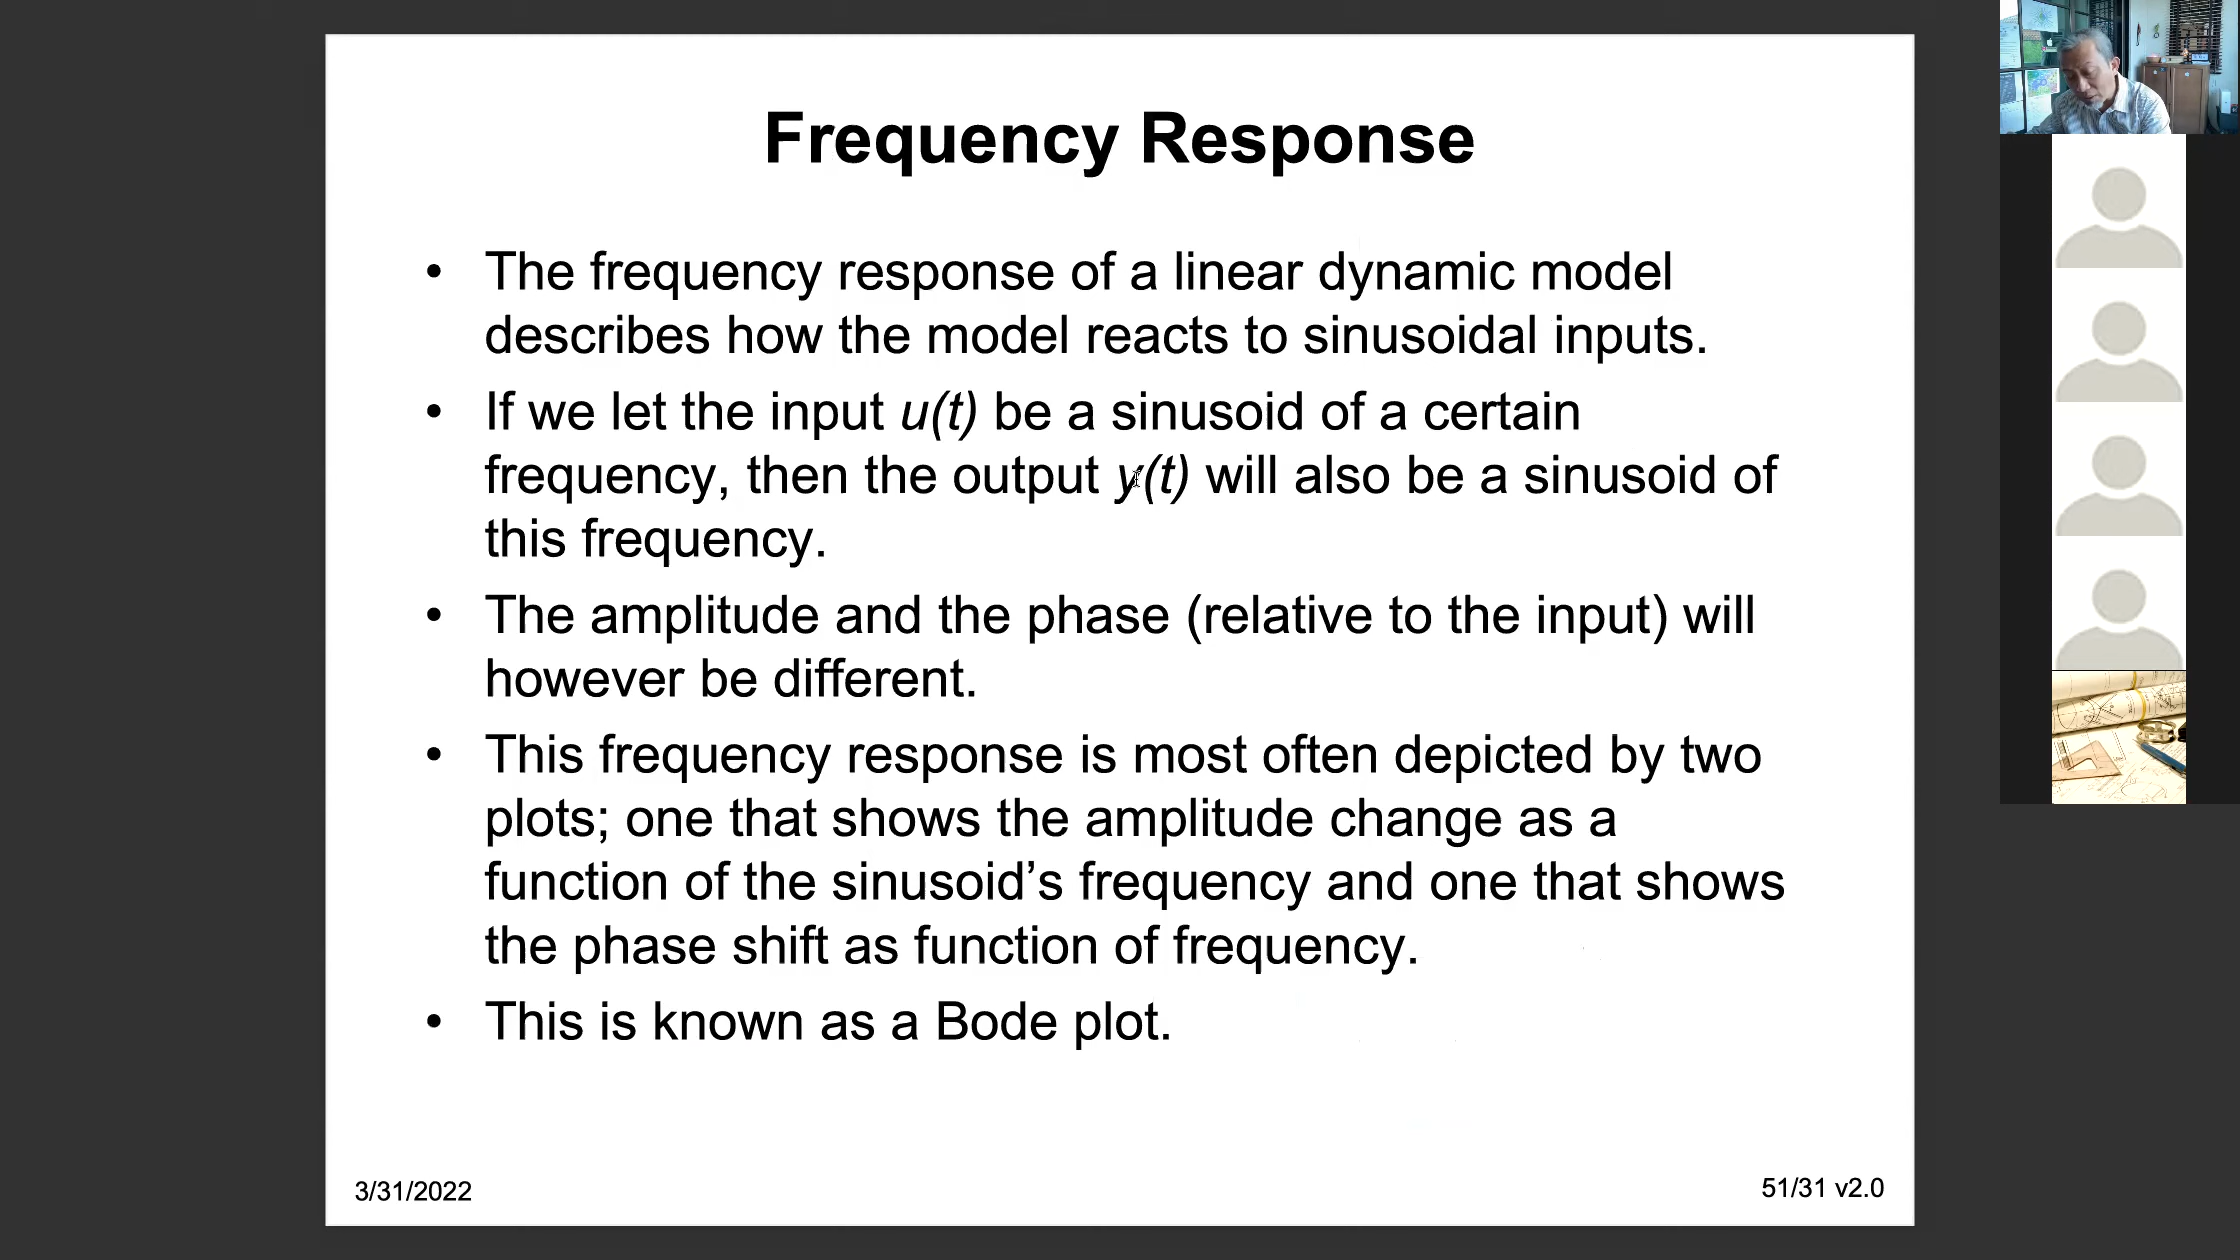 Frequency Response
• The frequency response of a linear dynamic model
describes how the model reacts to sinusoidal inputs.
• If we let the input u(t) be a sinusoid of a certain
frequency, then the output y(t) will also be a sinusoid of
this frequency.
• The amplitude and the phase (relative to the input) will
however be different.
• This frequency response is most often depicted by two
plots; one that shows the amplitude change as a
function of the sinusoid’s frequency and one that shows
the phase shift as function of frequency.
• This is known as a Bode plot.
3/31/2022
51/31 v2.0